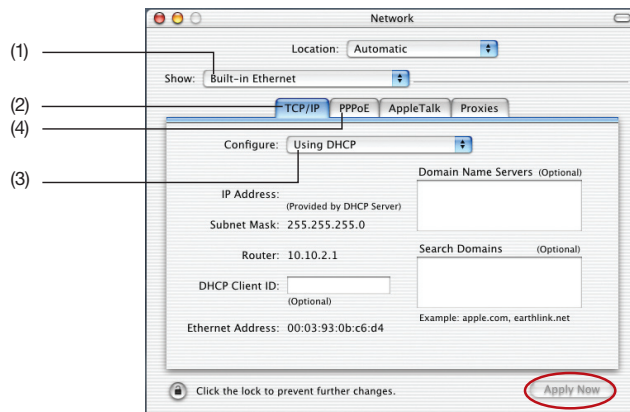 Network
Location: Automatic
(1)
Show: Built-in Ethernet
(2)
TCP/IP PPPoE AppleTalk Proxies
(4)
Configure: Using DHCP
(3)
Domain Name Servers (Optional)
IP Address:
(Provided by DHCP Server)
Subnet Mask: 255.255.255.0
Router: 10.10.2.1
Search Domains (Optional)
DHCP Client ID:
(Optional)
Example: apple.com, earthlink.net
Ethernet Address: 00:03:93:0b:c6:d4
Click the lock to prevent further changes.
Apply Now